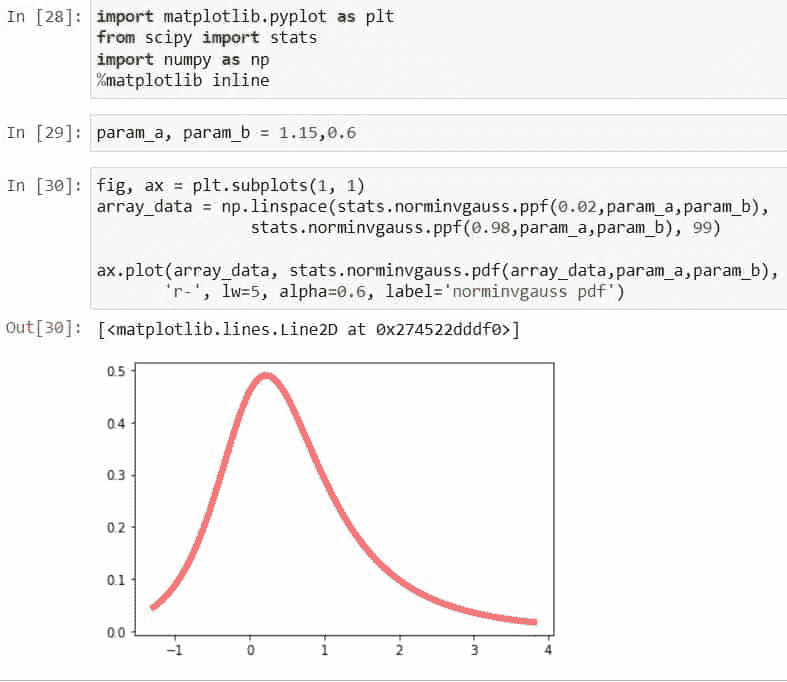 In [28]: import matplotlib.pyplot as plt
from scipy import stats
import numpy as np
%matplotlib inline
In [29]: param_a, param_b = 1.15,0.6
In [30]: fig, ax = plt.subplots(1, 1)
array_data = np.linspace(stats.norminvgauss.ppf(0.02,param_a,param_b),
stats.norminvgauss.ppf(0.98,param_a,param_b), 99)
ax.plot(array_data, stats.norminvgauss.pdf(array_data,param_a,param_b),
'r-', lw=5, alpha=0.6, label='norminvgauss pdf')
Out[30]: [<matplotlib.lines.Line2D at 0x274522dddf0>]
0.5
0.4
0.3
0.2
0.1
0.0
−1 0 1 2 3 4